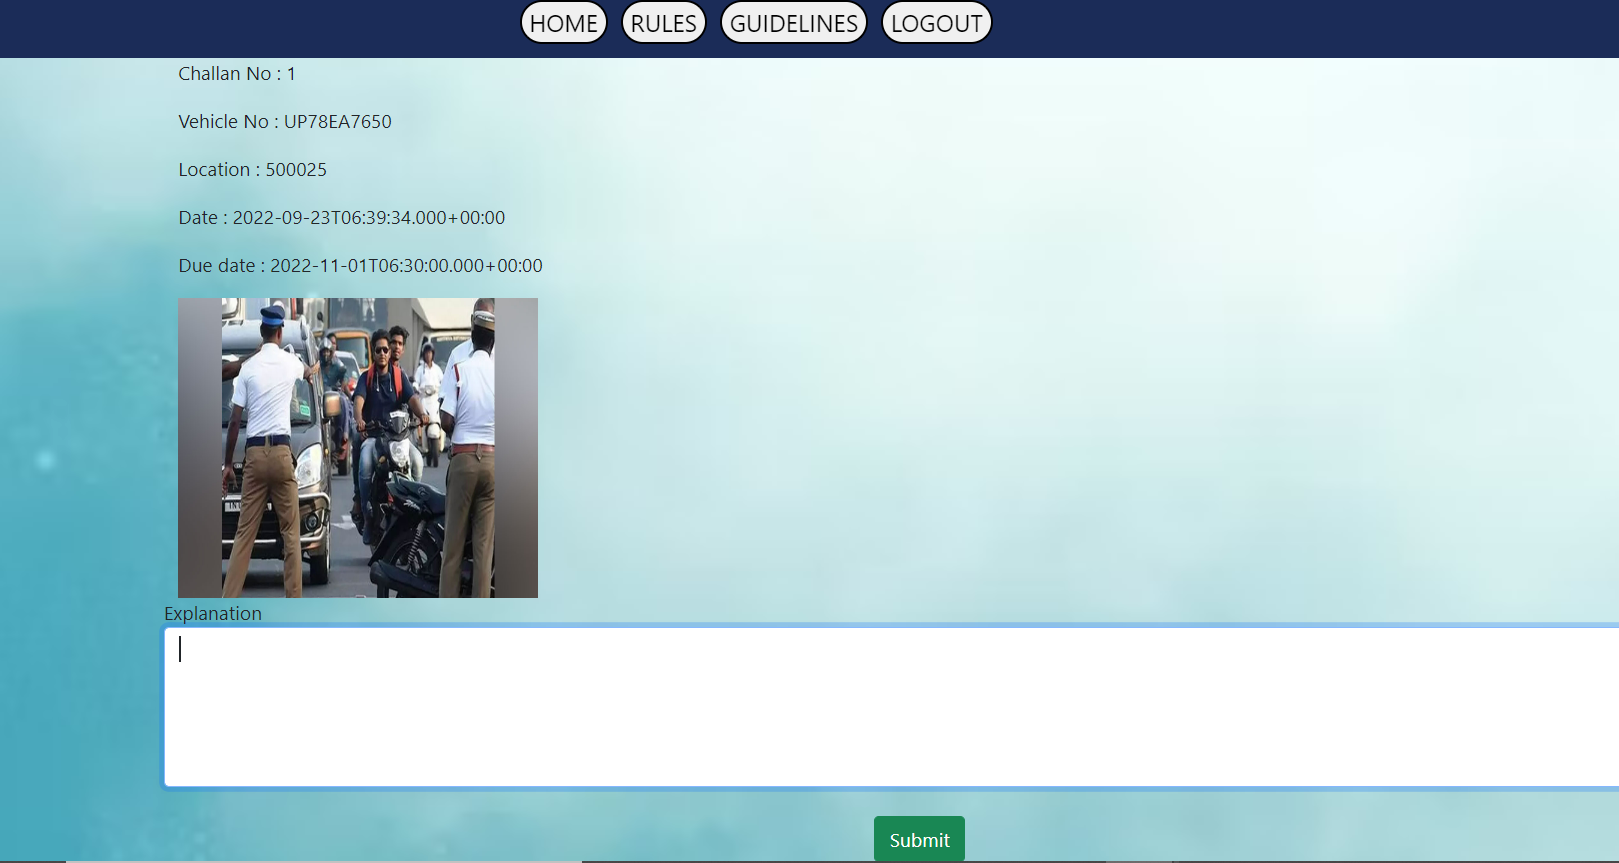 HOME RULES GUIDELINES LOGOUT
Challan No : 1
Vehicle No : UP78EA7650
Location : 500025
Date : 2022-09-23T06:39:34.000+00:00
Due date : 2022-11-01T06:30:00.000+00:00
Explanation
Submit